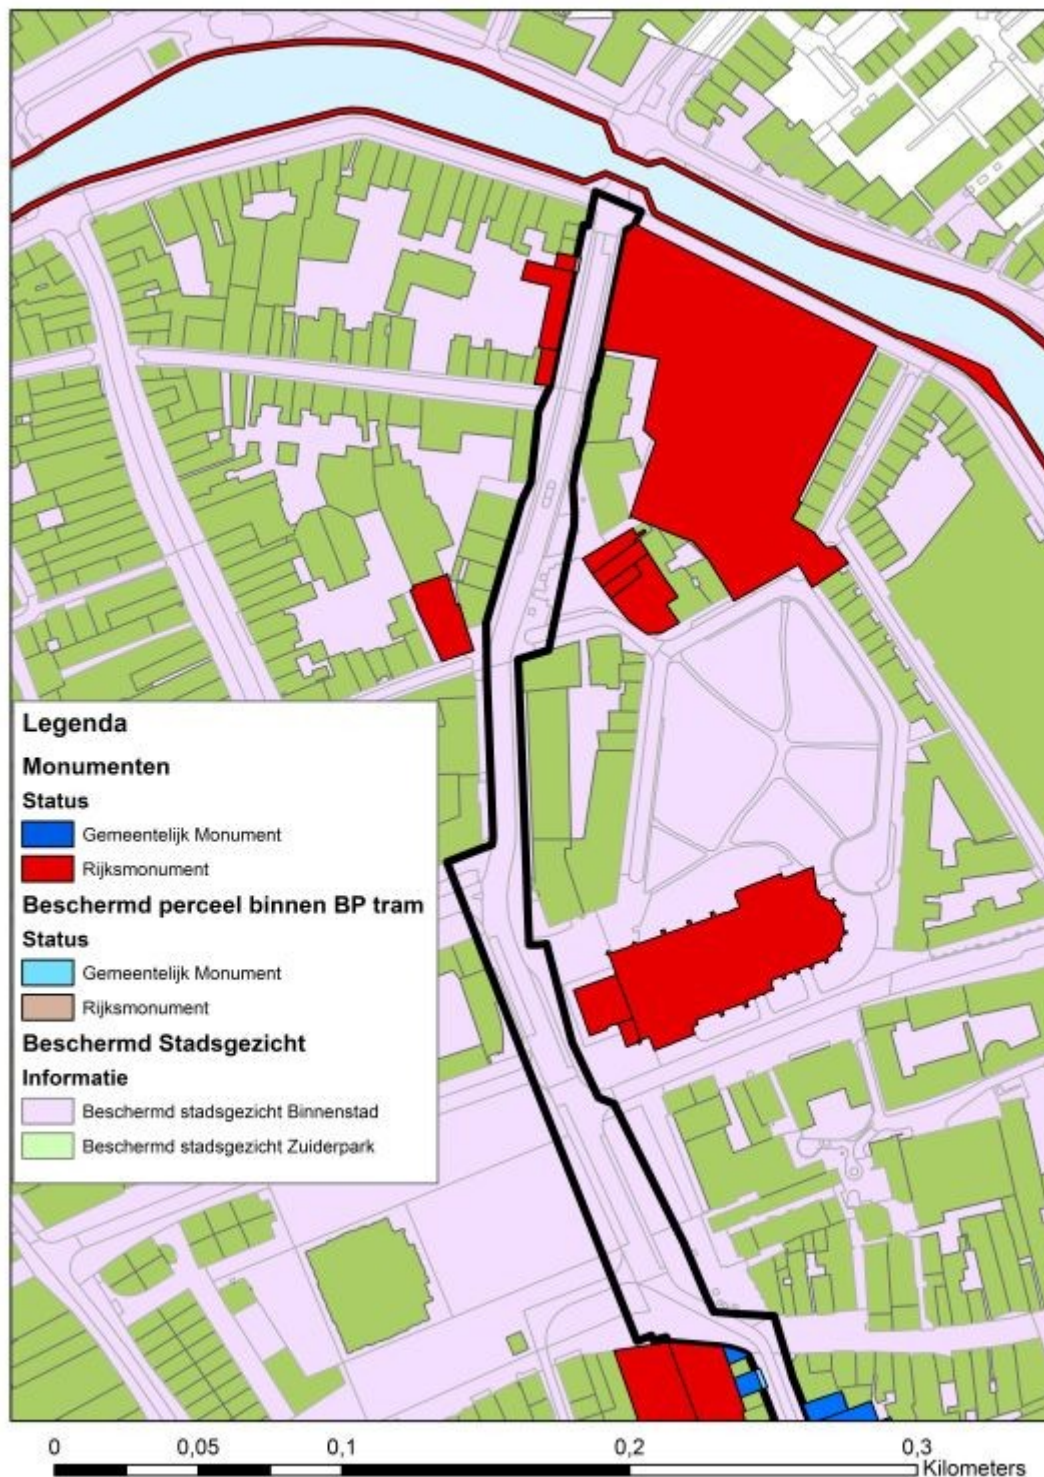 Legenda
Monumenten
Status
Gemeentelijk Monument
Rijksmonument
Beschermd perceel binnen BP tram
Status
Gemeentelijk Monument
Rijksmonument
Beschermd Stadsgezicht
Informatie
Beschermd stadsgezicht Binnenstad
Beschermd stadsgezicht Zuiderpark
0 0,05 0,1 0,2 0,3
Kilometers